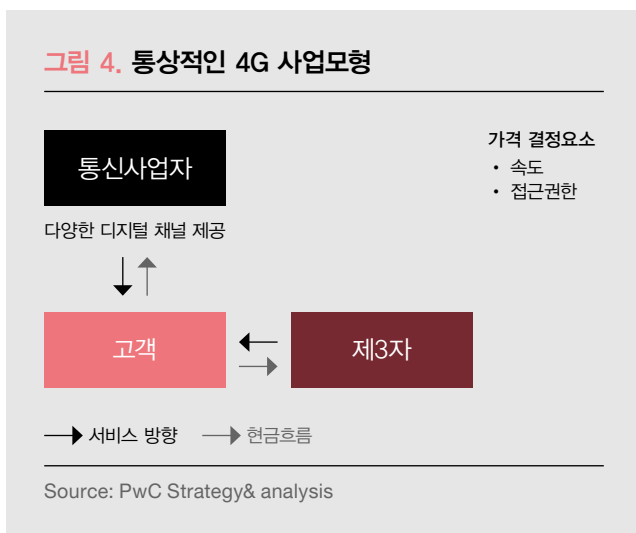 그림 4. 통상적인 4G 사업모형
통신사업자
다양한 디지털 채널 제공
가격 결정요소
• 속도
• 접근권한
고객
제3자
서비스 방향
현금흐름
Source: PwC Strategy& analysis